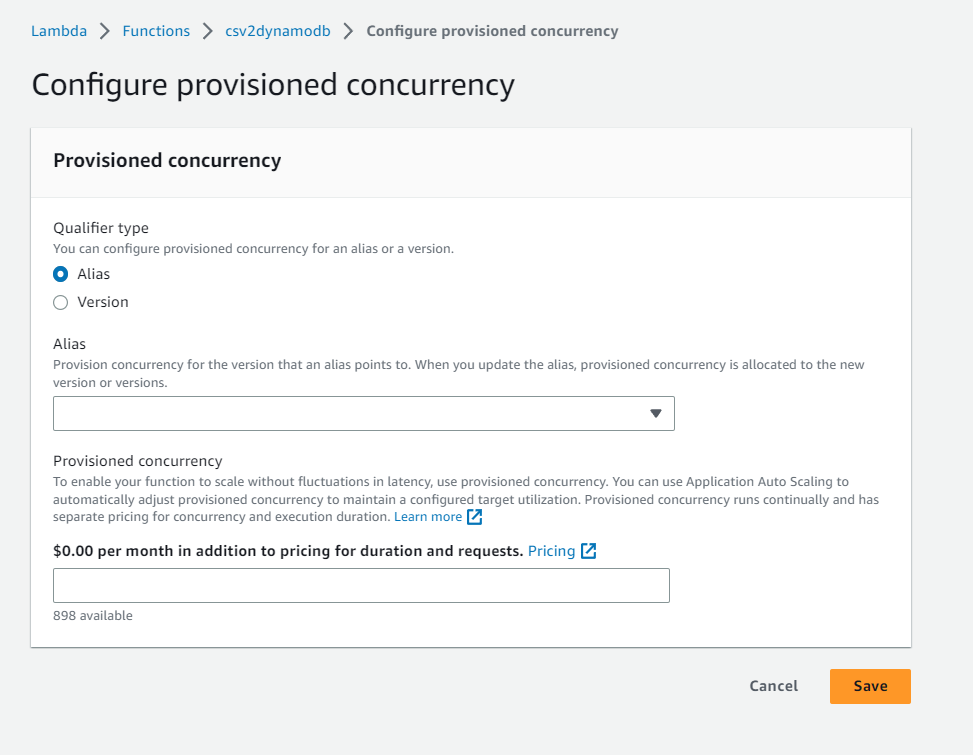 Lambda > Functions > csv2dynamodb > Configure provisioned concurrency
Configure provisioned concurrency
Provisioned concurrency
Qualifier type
You can configure provisioned concurrency for an alias or a version.
Alias
Version
Alias
Provision concurrency for the version that an alias points to. When you update the alias, provisioned concurrency is allocated to the new
version or versions.
Provisioned concurrency
To enable your function to scale without fluctuations in latency, use provisioned concurrency. You can use Application Auto Scaling to
automatically adjust provisioned concurrency to maintain a configured target utilization. Provisioned concurrency runs continually and has
separate pricing for concurrency and execution duration. Learn more
$0.00 per month in addition to pricing for duration and requests. Pricing
898 available
Cancel Save